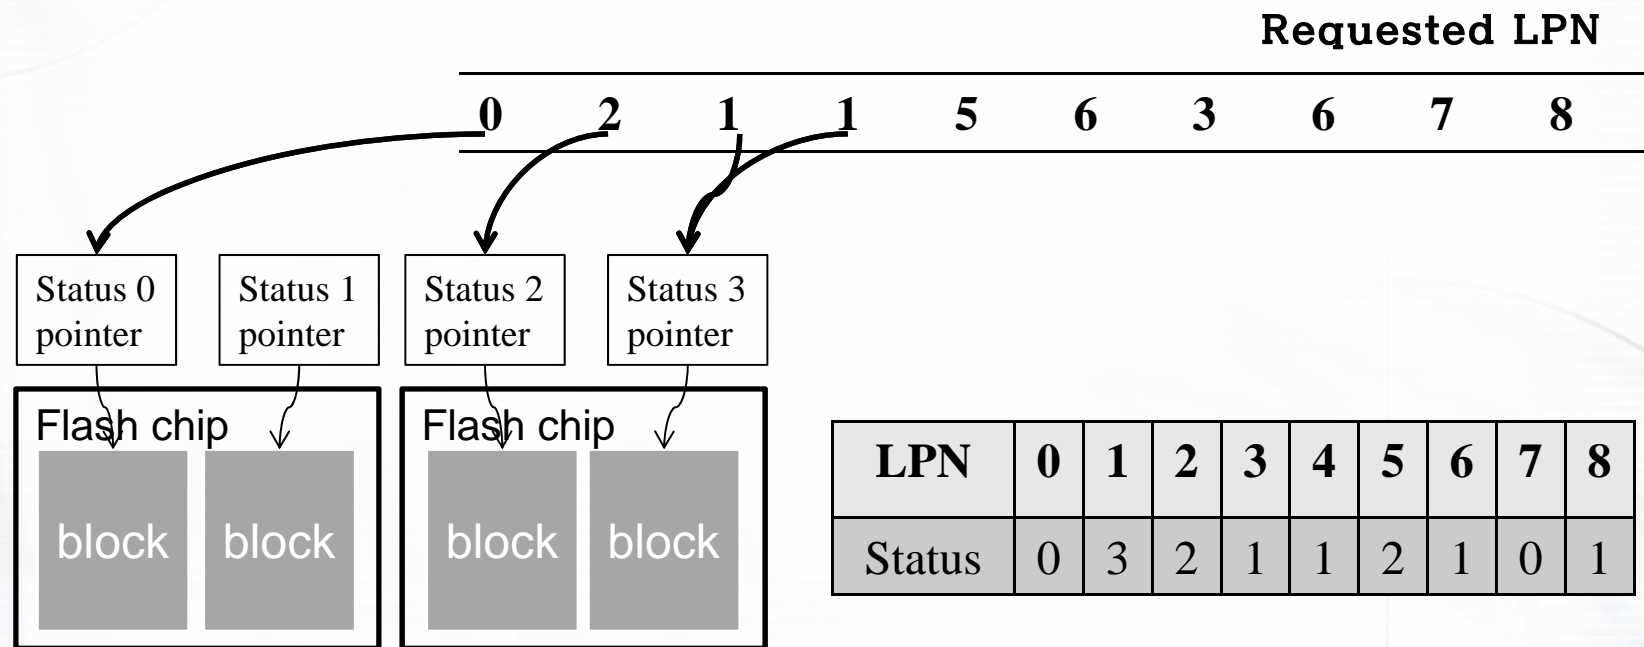 Requested LPN
0 2 1 1 5 6 3 6 7 8
Status 0
pointer
Status 1
pointer
Status 2
pointer
Status 3
pointer
Flash chip
block
block
Flash chip
block
block
LPN 0 1 2 3 4 5 6 7 8
Status 0 3 2 1 1 2 1 0 1